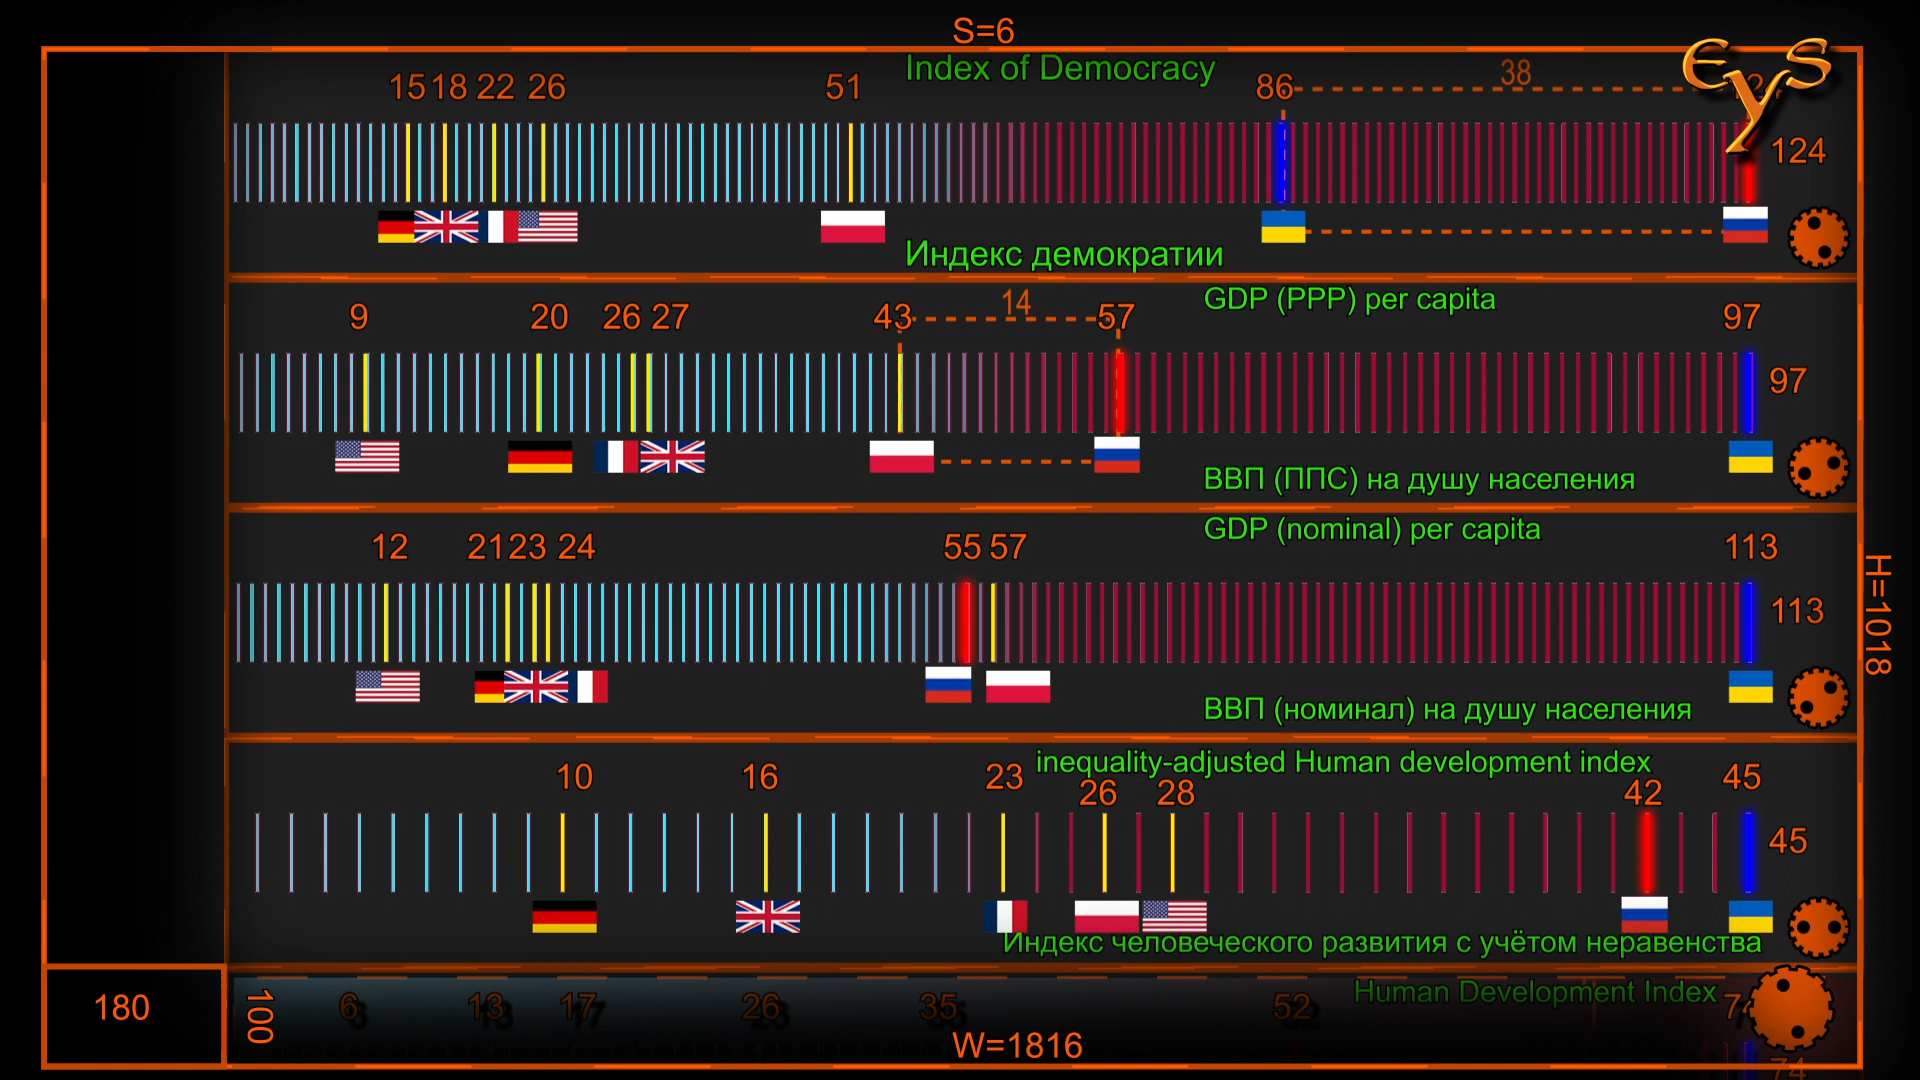 S=6
Index of Democracy
eys
15 18 22 26 51 86 38
124
Индекс демократии
GDP (PPP) per capita
9 20 26 27 43 14 57 97
97
ВВП (ППС) на душу населения
GDP (nominal) per capita
12 21 23 24 55 57 113
113
H=1018
ВВП (номинал) на душу населения
inequality-adjusted Human development index
10 16 23 26 28 42 45
45
Индекс человеческого развития с учётом неравенства
Human Development Index
180 100 6 13 17 26 35 52
W=1816
74